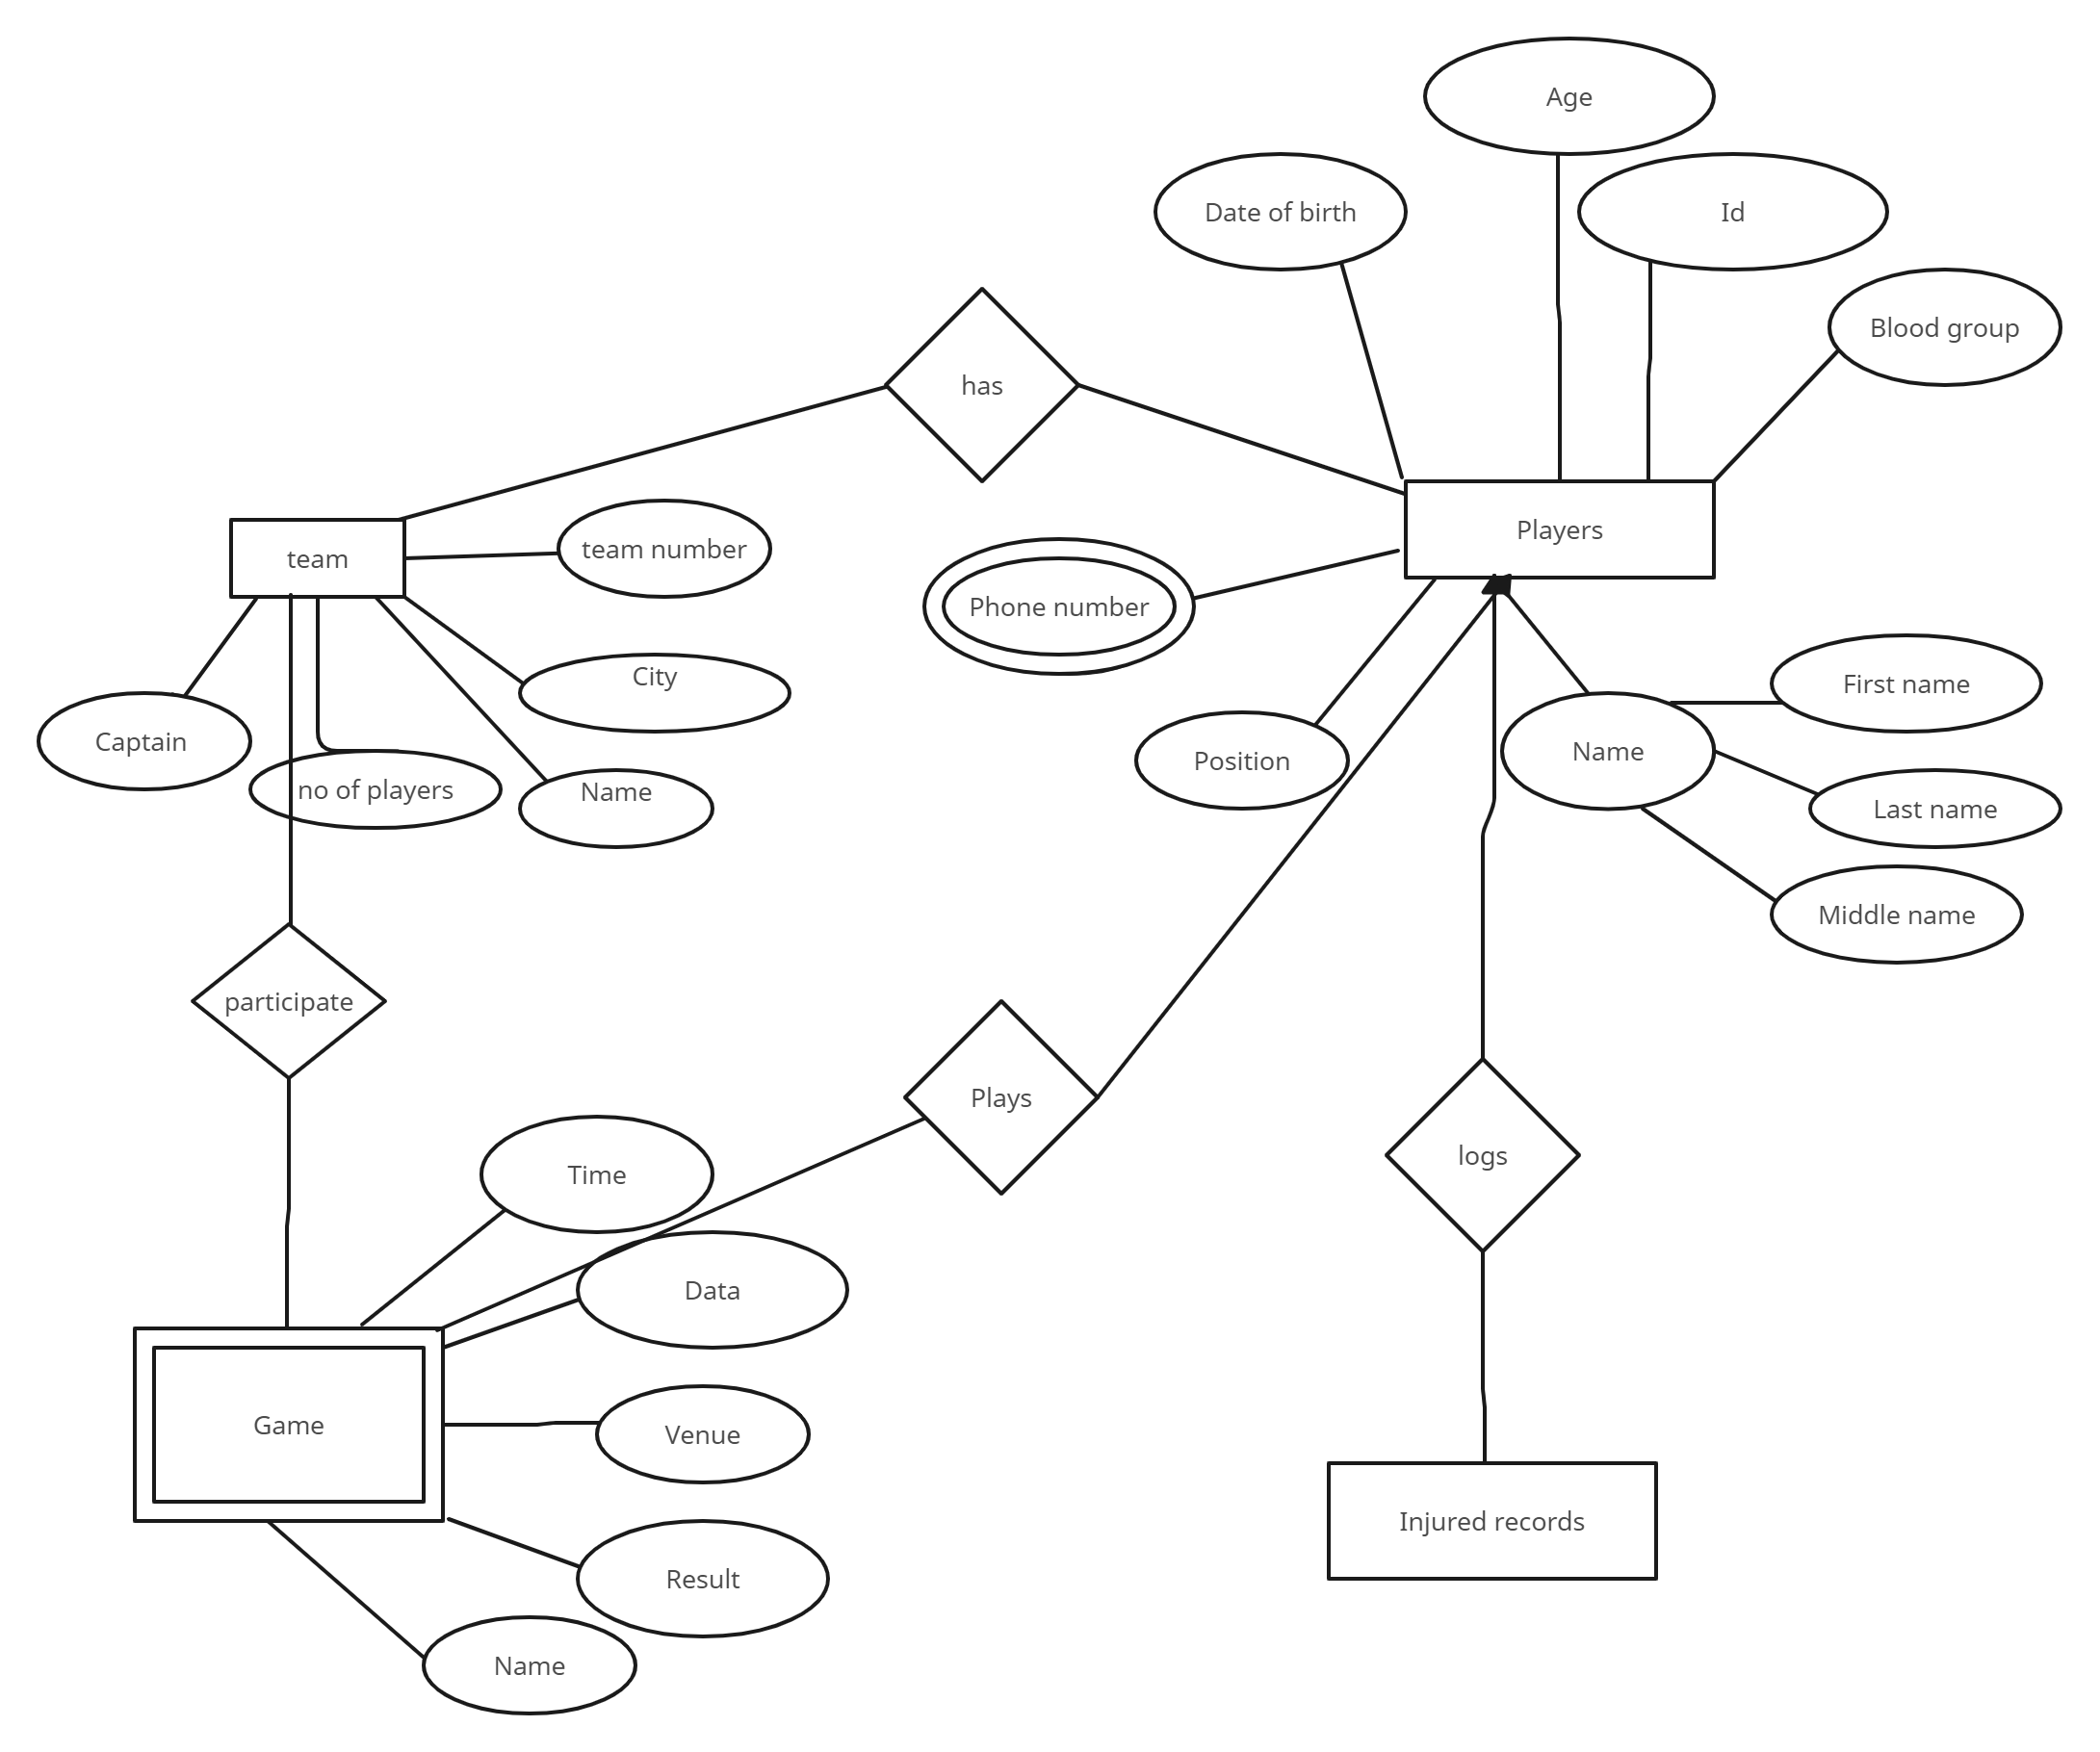 Age
Date of birth
Id
Blood group
has
Players
team
team number
Phone number
City
First name
Captain
no of players
Name
Position
Name
Last name
Middle name
participate
Plays
logs
Time
Data
Game
Venue
Injured records
Result
Name